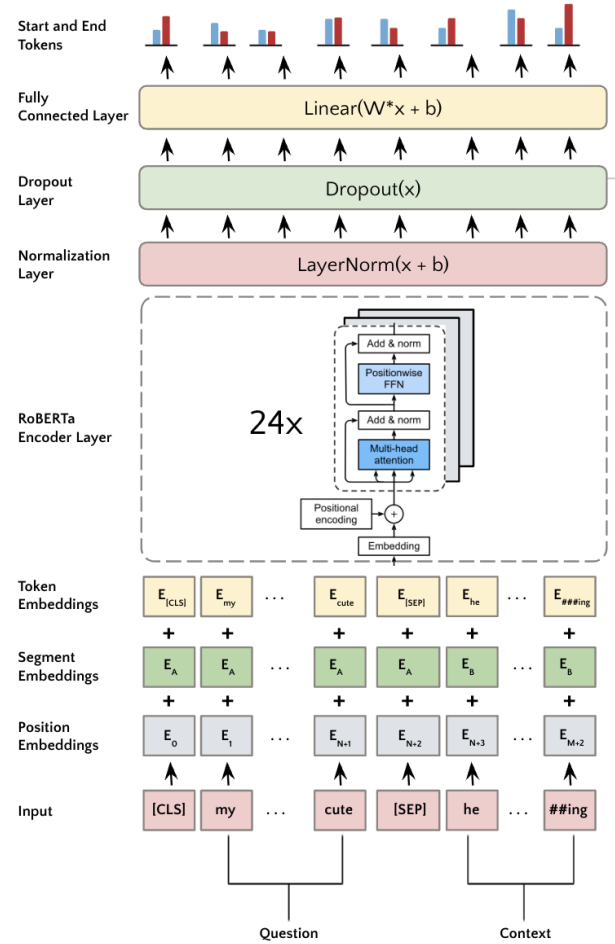 Start and End
Tokens
Fully
Connected Layer
Linear(W*x + b)
Dropout
Layer
Dropout(x)
Normalization
Layer
LayerNorm(x + b)
RoBERTa
Encoder Layer
24x
Add & norm
Positionwise
FFN
Add & norm
Multi-head
attention
Positional
encoding
+
Embedding
Token
Embeddings
E[CLS] Emy ... Ecute E[SEP] Ehe ... E###ing
+ + + + + +
Segment
Embeddings
EA EA ... EA EA EB ... EB
+ + + + + +
Position
Embeddings
E0 E1 ... EN+1 EN+2 EN+3 ... EM+2
Input
[CLS] my ... cute [SEP] he ... ##ing
Question Context